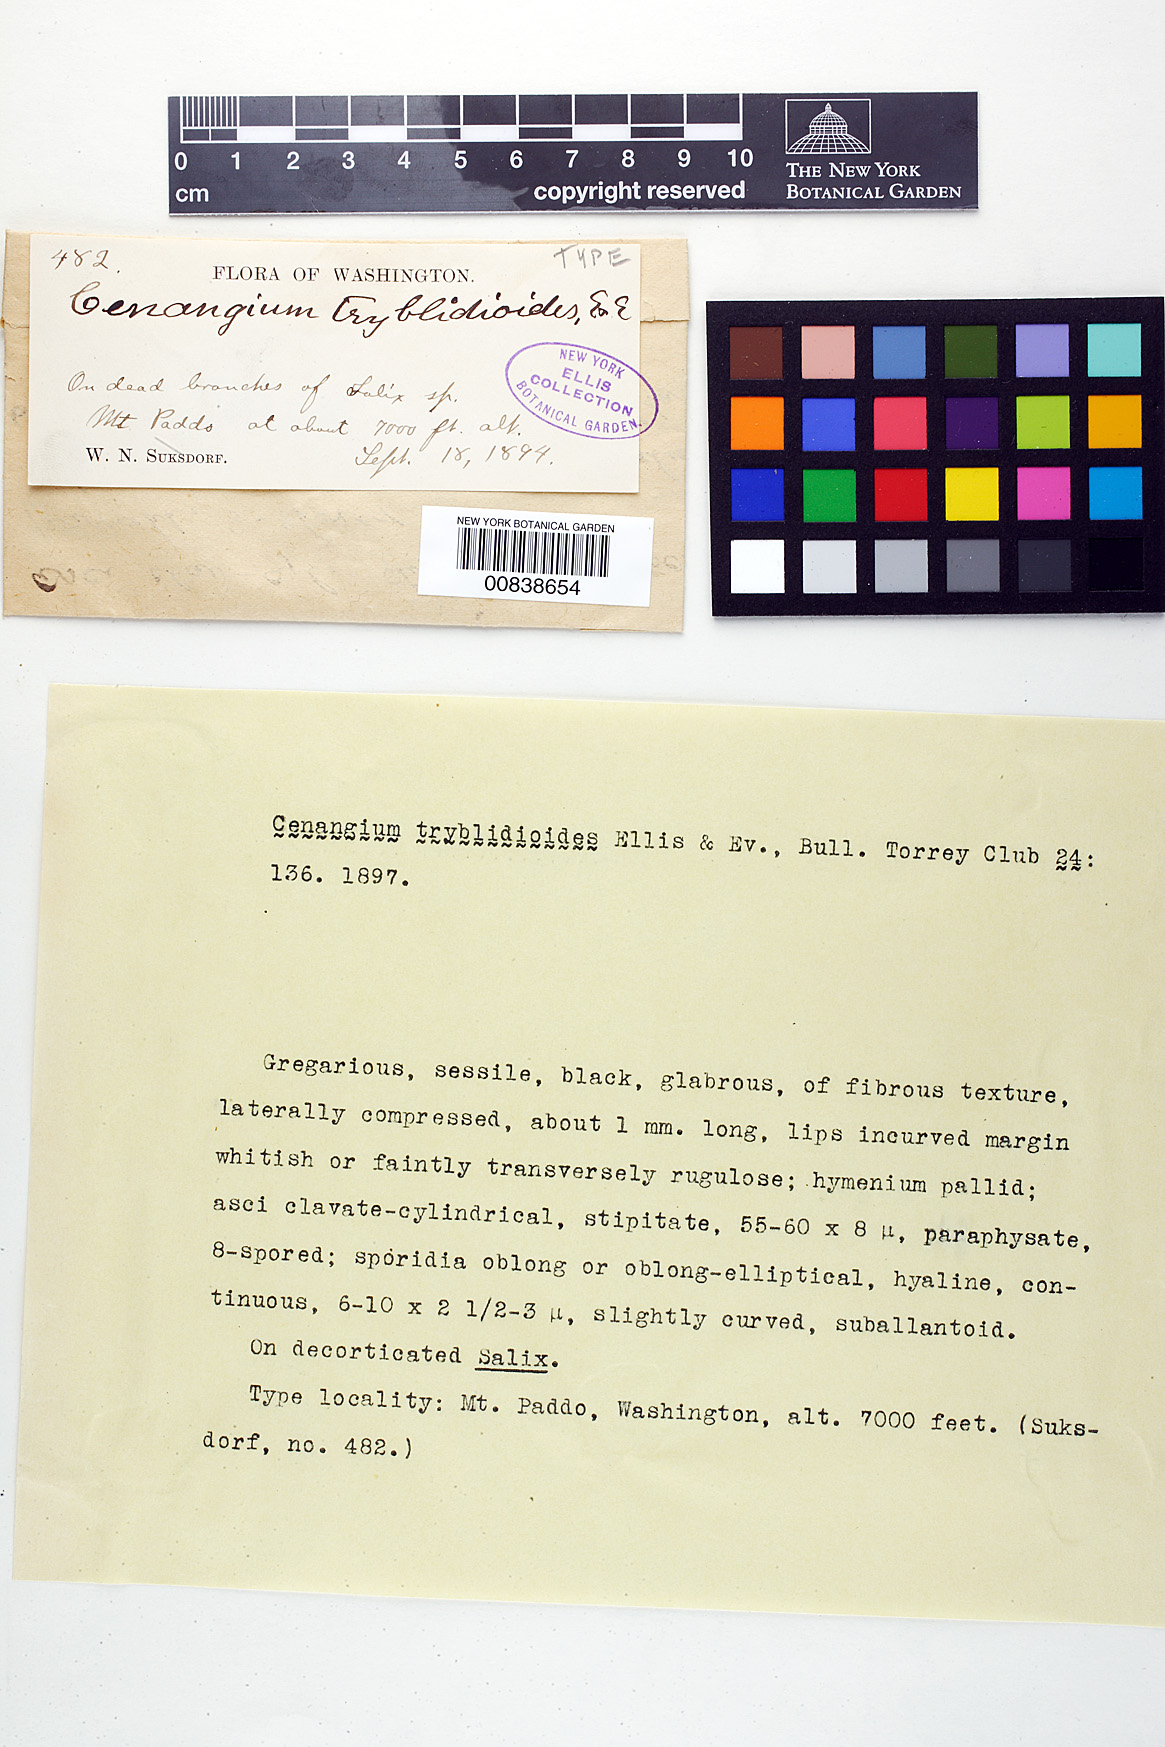 0 1 2 3 4 5 6 7 8 9 10
cm
copyright reserved
THE NEW YORK
BOTANICAL GARDEN
482.
TYPE
FLORA OF WASHINGTON.
Cenangium tryblidioides, E & E
On dead branches of Salix sp.
Mt Paddo at about 7000 ft. alt.
W. N. SUKSDORF.
Sept. 18, 1894.
NEW YORK
ELLIS
COLLECTION
BOTANICAL GARDEN
NEW YORK BOTANICAL GARDEN
00838654
Cenangium tryblidioides Ellis & Ev., Bull. Torrey Club 24:
136. 1897.
Gregarious, sessile, black, glabrous, of fibrous texture,
laterally compressed, about 1 mm. long, lips incurved margin
whitish or faintly transversely rugulose; hymenium pallid;
asci clavate-cylindrical, stipitate, 55-60 x 8 µ, paraphysate,
8-spored; sporidia oblong or oblong-elliptical, hyaline, con-
tinuous, 6-10 x 2 1/2-3 µ, slightly curved, suballantoid.
On decorticated Salix.
Type locality: Mt. Paddo, Washington, alt. 7000 feet. (Suks-
dorf, no. 482.)